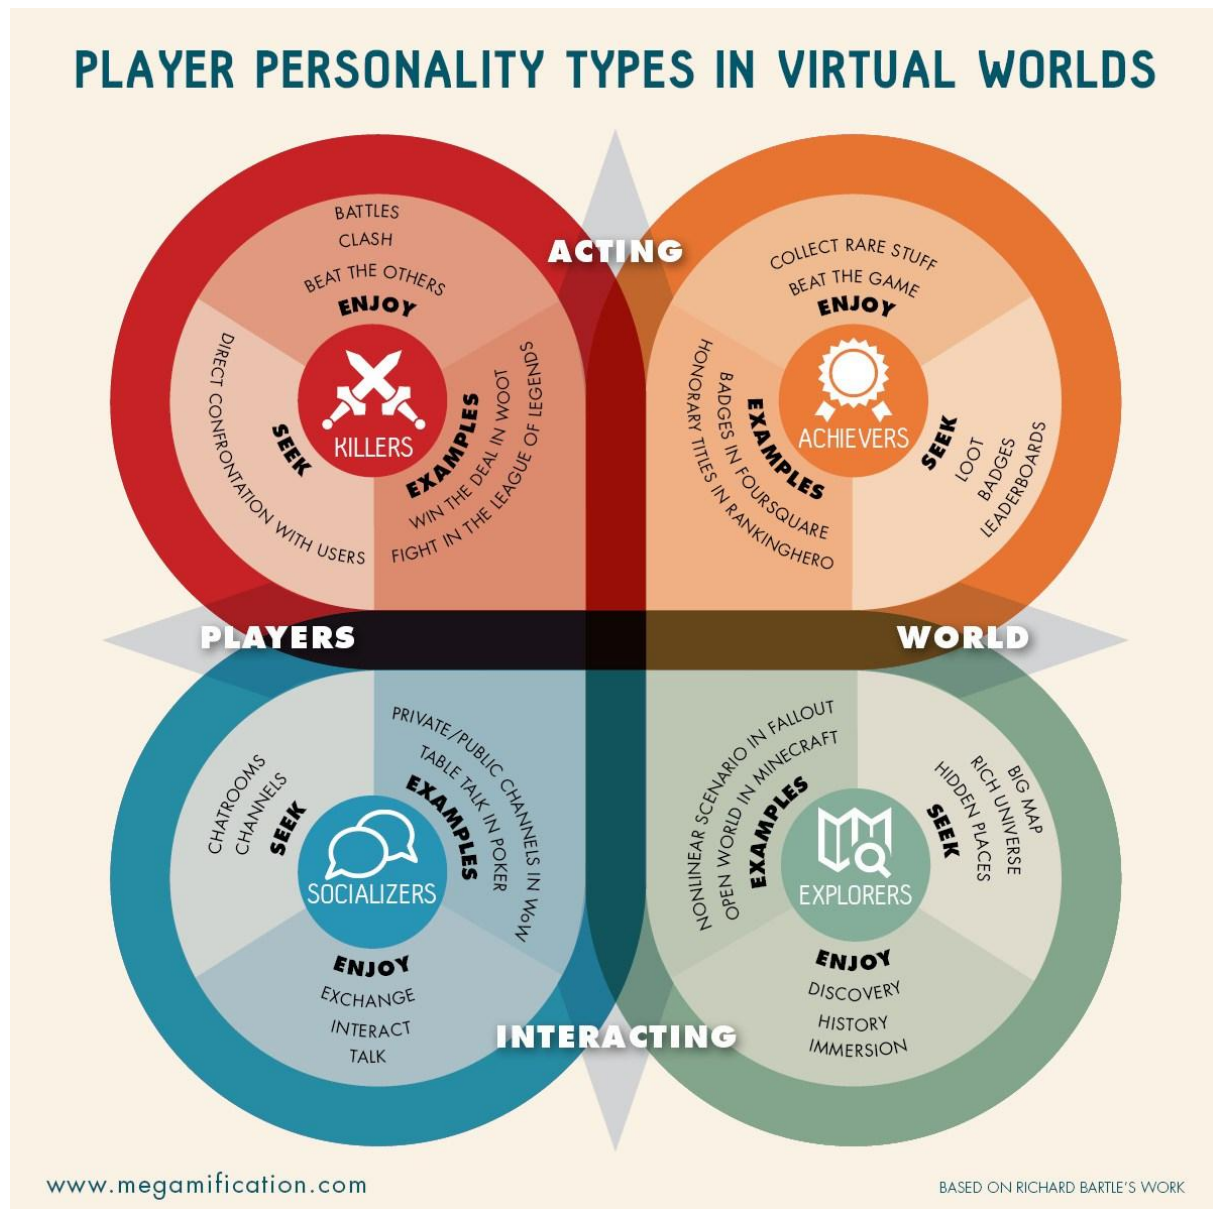 PLAYER PERSONALITY TYPES IN VIRTUAL WORLDS
ACTING
BATTLES
CLASH
BEAT THE OTHERS
ENJOY
DIRECT CONFRONTATION WITH USERS
SEEK
KILLERS
EXAMPLES
WIN THE DEAL IN WOOT
FIGHT IN THE LEAGUE OF LEGENDS
COLLECT RARE STUFF
BEAT THE GAME
ENJOY
HONORARY TITLES IN RANKINGHERO
BADGES IN FOURSQUARE
EXAMPLES
ACHIEVERS
SEEK
LOOT
BADGES
LEADERBOARDS
PLAYERS
WORLD
CHATROOMS
CHANNELS
SEEK
SOCIALIZERS
PRIVATE/PUBLIC CHANNELS IN WoW
TABLE TALK IN POKER
EXAMPLES
ENJOY
EXCHANGE
INTERACT
TALK
NONLINEAR SCENARIO IN FALLOUT
OPEN WORLD IN MINECRAFT
EXAMPLES
EXPLORERS
BIG MAP
RICH UNIVERSE
HIDDEN PLACES
SEEK
ENJOY
DISCOVERY
HISTORY
IMMERSION
INTERACTING
www.megamification.com
BASED ON RICHARD BARTLE'S WORK